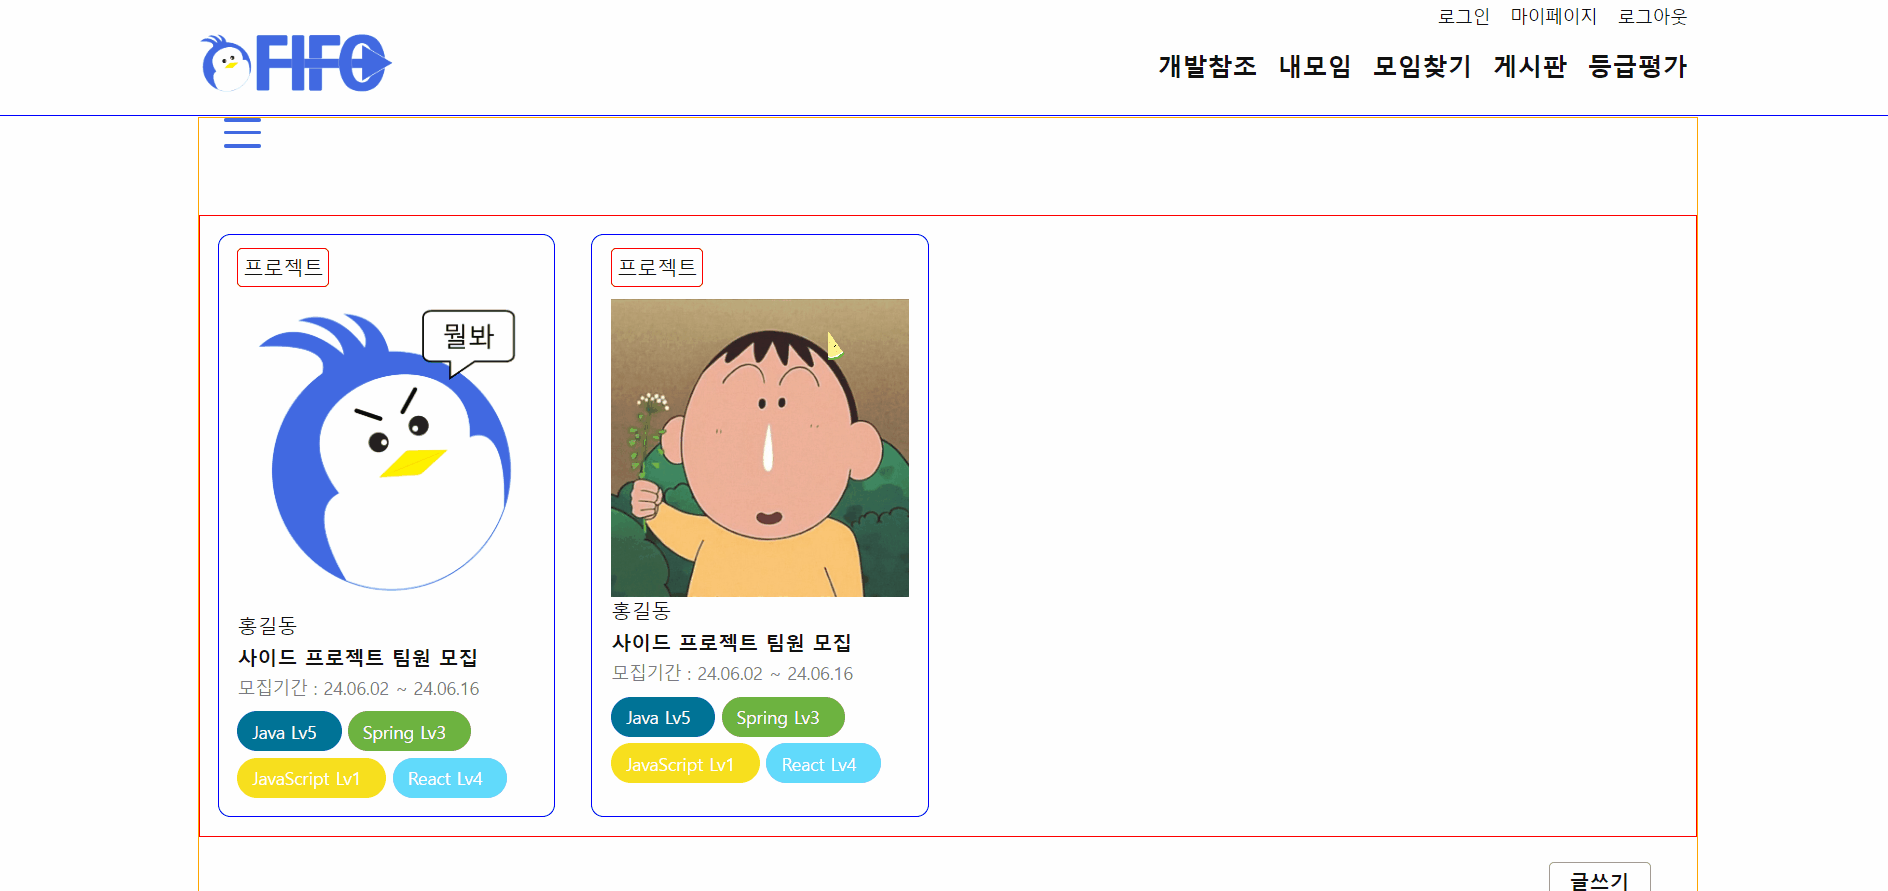 로그인 마이페이지 로그아웃
FIFO
개발참조 내모임 모임찾기 게시판 등급평가
프로젝트
뭘봐
홍길동
사이드 프로젝트 팀원 모집
모집기간 : 24.06.02 ~ 24.06.16
Java Lv5 Spring Lv3
JavaScript Lv1 React Lv4
프로젝트
홍길동
사이드 프로젝트 팀원 모집
모집기간 : 24.06.02 ~ 24.06.16
Java Lv5 Spring Lv3
JavaScript Lv1 React Lv4
글쓰기